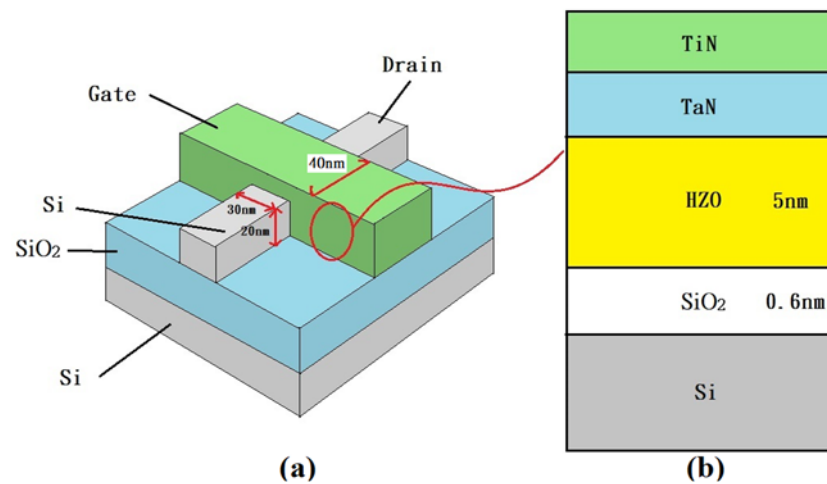 Drain
Gate
40nm
Si
30nm
20nm
SiO₂
Si
(a)
TiN
TaN
HZO 5nm
SiO₂ 0.6nm
Si
(b)